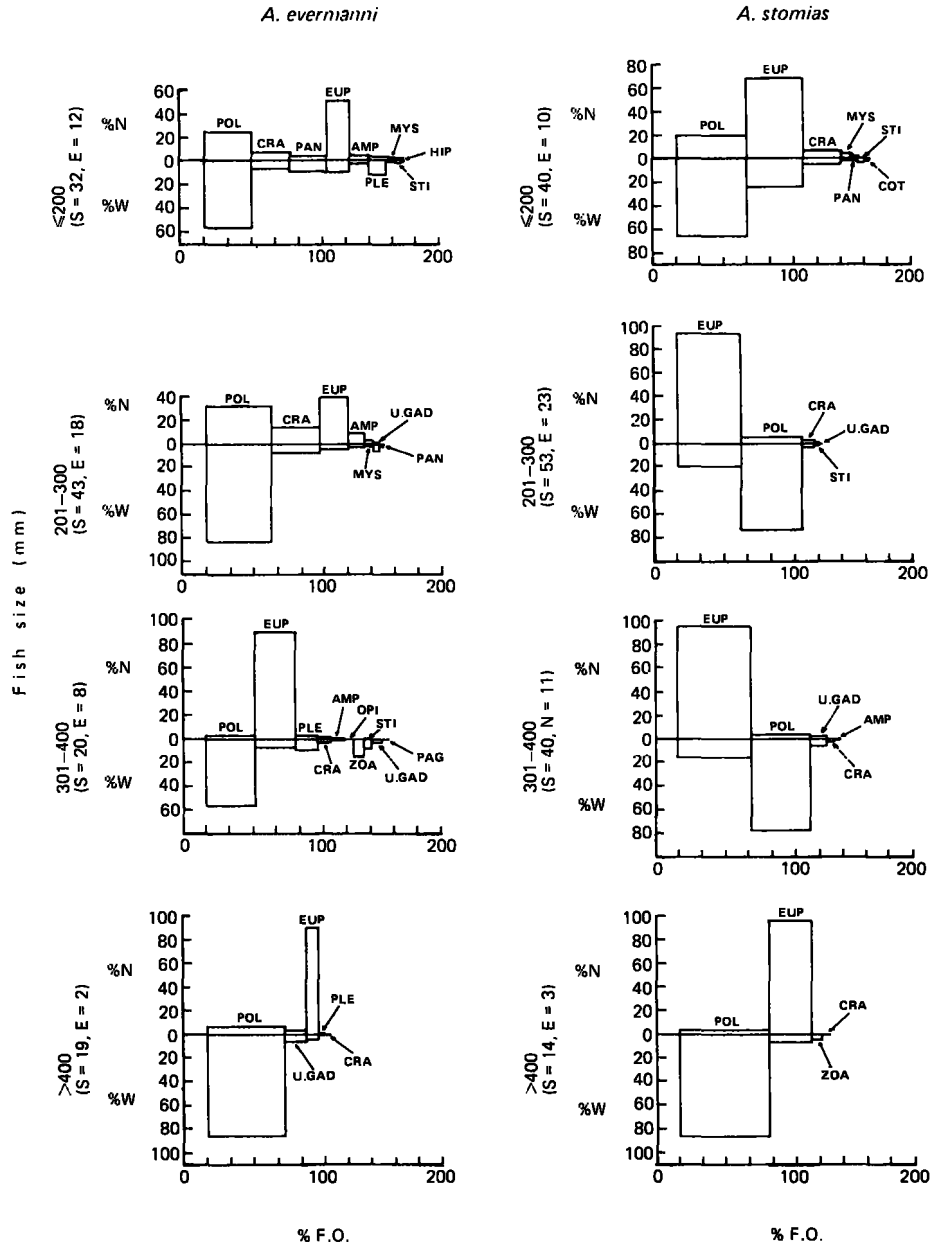 A. evermanni
A. stomias
Fish size (mm)
≤200
(S = 32, E = 12)
%N
%W
60
40
20
0
20
40
60
POL
CRA
PAN
EUP
AMP
PLE
MYS
HIP
STI
0
100
200
≤200
(S = 40, E = 10)
%N
%W
80
60
40
20
0
20
40
60
80
POL
EUP
CRA
MYS
STI
PAN
COT
0
100
200
201–300
(S = 43, E = 18)
%N
%W
40
20
0
20
40
60
80
100
POL
CRA
EUP
AMP
U.GAD
MYS
PAN
0
100
200
201–300
(S = 53, E = 23)
%N
%W
100
80
60
40
20
0
20
40
60
80
100
EUP
POL
CRA
U.GAD
STI
0
100
200
301–400
(S = 20, E = 8)
%N
%W
100
80
60
40
20
0
20
40
60
POL
EUP
PLE
AMP
OPI
STI
CRA
ZOA
PAG
U.GAD
0
100
200
301–400
(S = 40, N = 11)
%N
%W
100
80
60
40
20
0
20
40
60
80
EUP
POL
U.GAD
AMP
CRA
0
100
200
>400
(S = 19, E = 2)
%N
%W
100
80
60
40
20
0
20
40
60
80
100
POL
EUP
PLE
U.GAD
CRA
0
100
200
>400
(S = 14, E = 3)
%N
%W
100
80
60
40
20
0
20
40
60
80
100
POL
EUP
CRA
ZOA
0
100
200
% F.O.
% F.O.